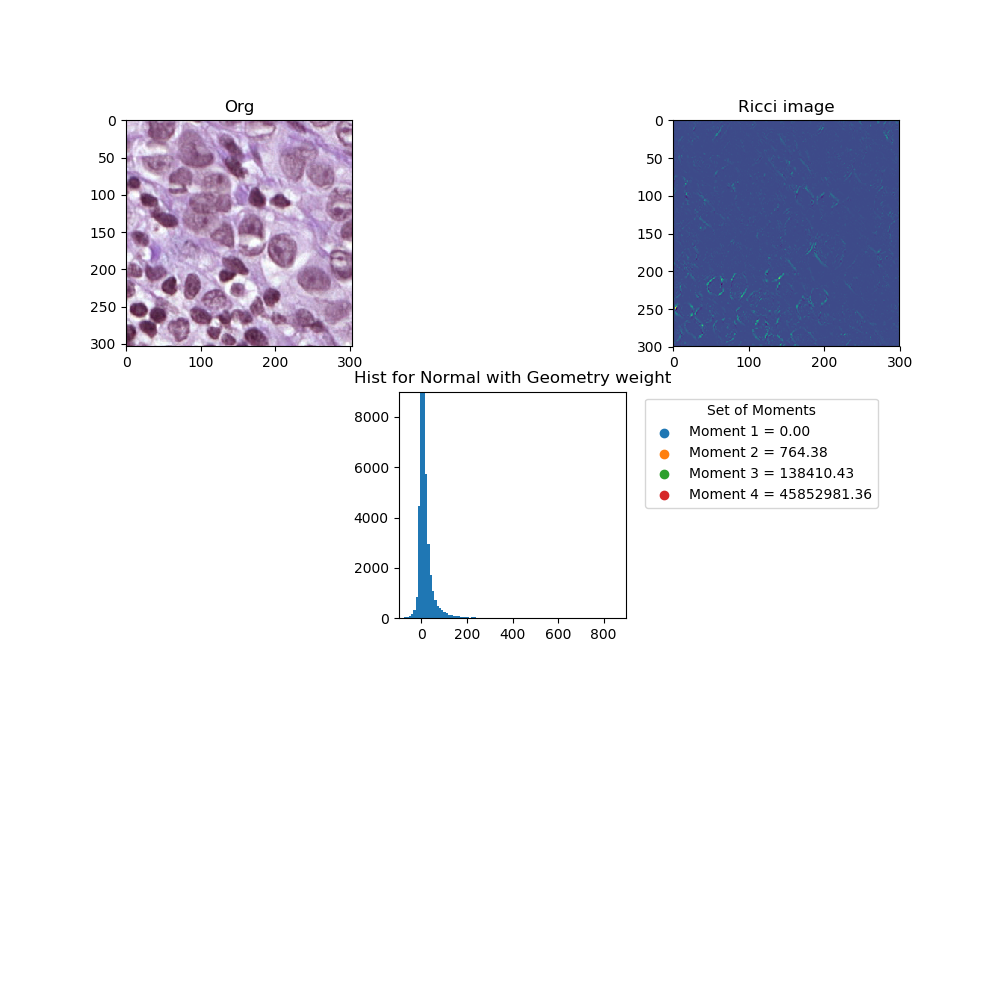 Org
0
50
100
150
200
250
300
0 100 200 300
Ricci image
0
50
100
150
200
250
300
0 100 200 300
Hist for Normal with Geometry weight
8000
6000
4000
2000
0
0 200 400 600 800
Set of Moments
Moment 1 = 0.00
Moment 2 = 764.38
Moment 3 = 138410.43
Moment 4 = 45852981.36